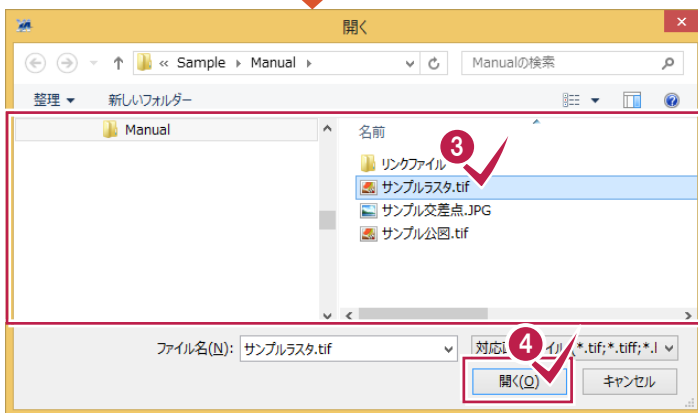 開く
« Sample Manual
Manualの検索
整理 新しいフォルダー
Manual
名前
3
リンクファイル
サンプルラスタ.tif
サンプル交差点.JPG
サンプル公図.tif
ファイル名(N): サンプルラスタ.tif
(*.tif;*.tiff;*.l
4
開く(O) キャンセル